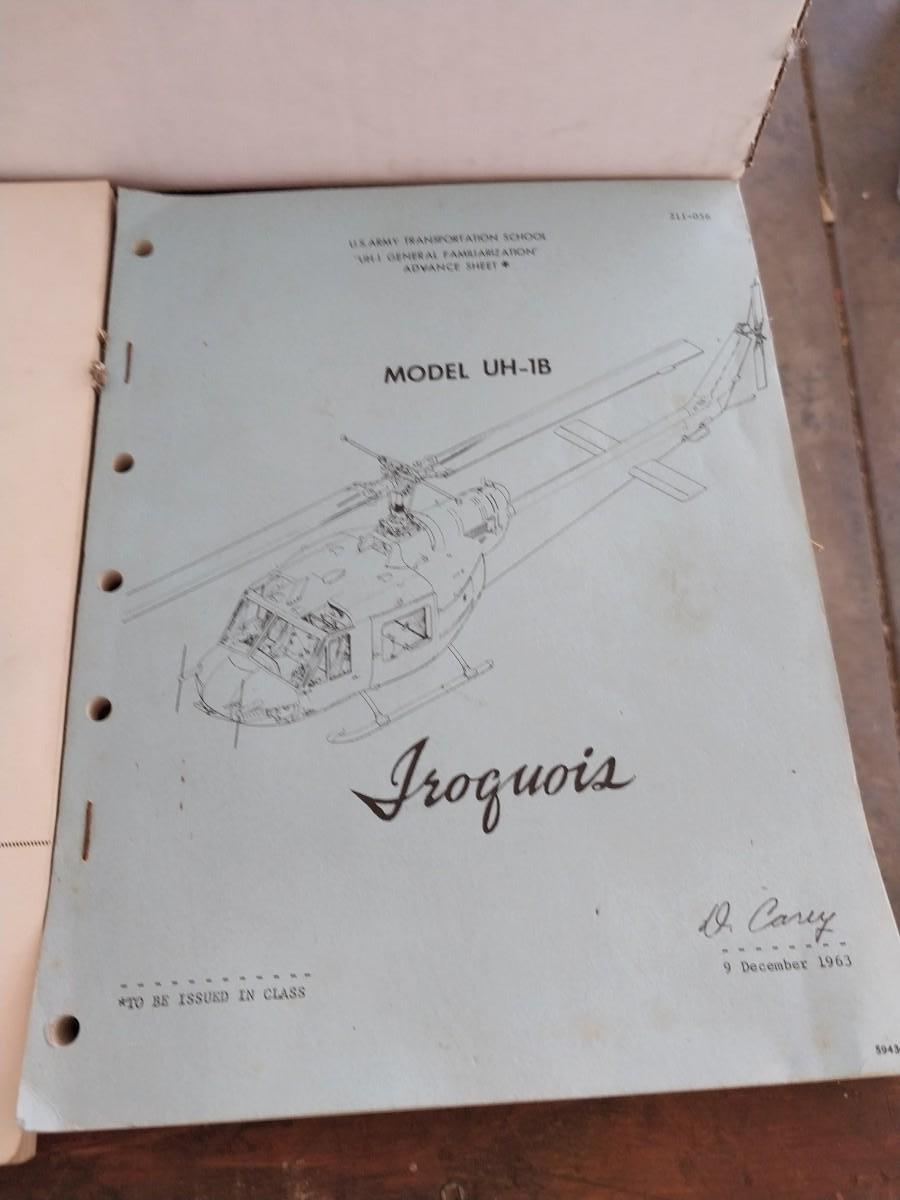 211-056
U.S. ARMY TRANSPORTATION SCHOOL
"UH-1 GENERAL FAMILIARIZATION"
ADVANCE SHEET *
MODEL UH-1B
Iroquois
D. Carey
9 December 1963
*TO BE ISSUED IN CLASS